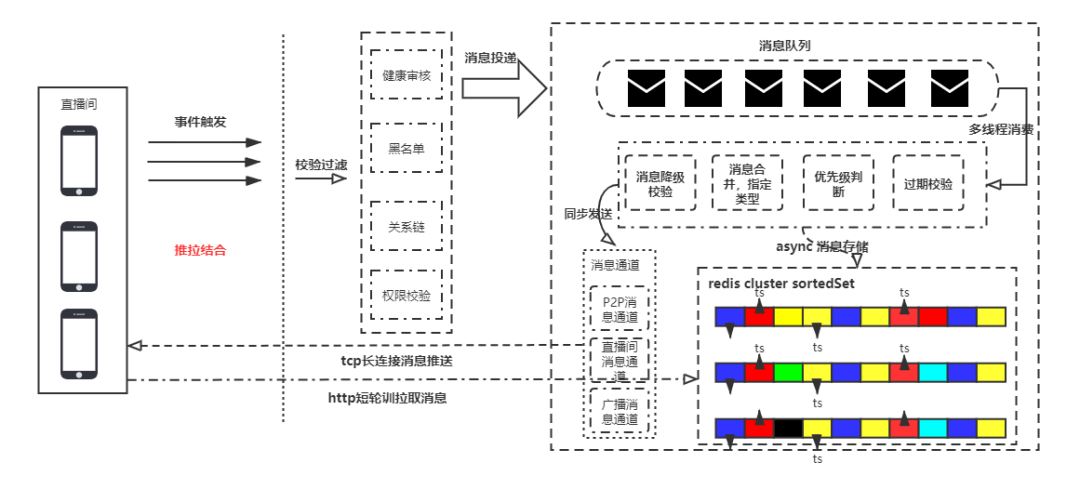 直播间
事件触发
推拉结合
校验过滤
健康审核
黑名单
关系链
权限校验
消息投递
消息队列
多线程消费
消息降级
校验
消息合
并，指定
类型
优先级判
断
过期校验
同步发送
async 消息存储
消息通道
P2P消
息通道
直播间
消息通
道
广播消
息通道
redis cluster sortedSet
ts
ts
ts
ts
ts
ts
ts
tcp长连接消息推送
http短轮训拉取消息